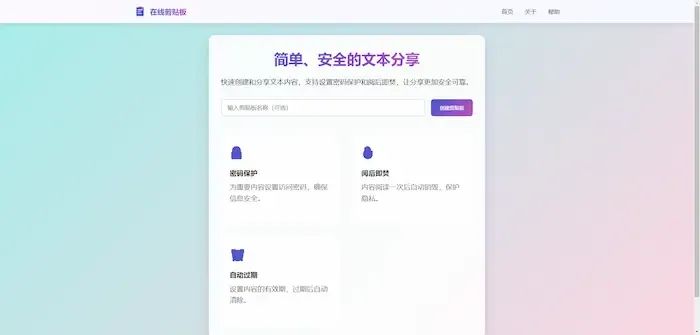 在线剪贴板
首页 关于 帮助
简单、安全的文本分享
快速创建和分享文本内容，支持设置密码保护和阅后即焚，让分享更加安全可靠。
输入剪贴板名称（可选）
创建剪贴板
密码保护
为重要内容设置访问密码，确保
信息安全。
阅后即焚
内容阅读一次后自动销毁，保护
隐私。
自动过期
设置内容的有效期，过期后自动
清除。